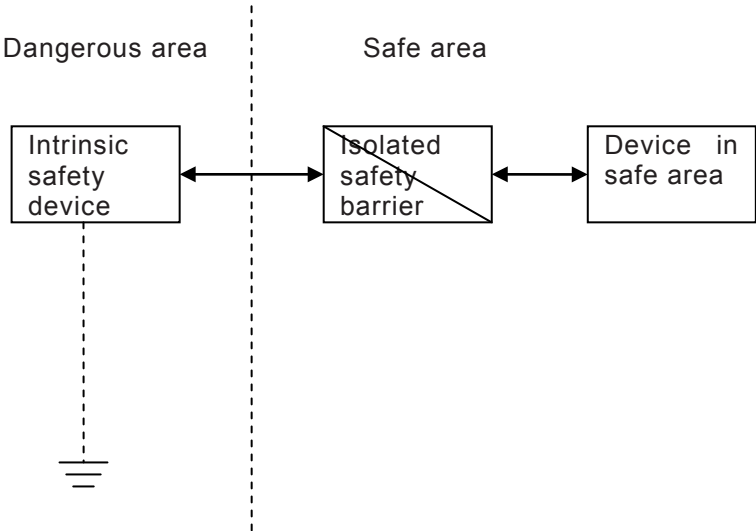 Dangerous area
Safe area
Intrinsic
safety
device
Isolated
safety
barrier
Device in
safe area